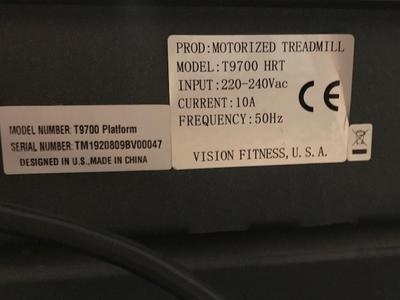 PROD:MOTORIZED TREADMILL
MODEL:T9700 HRT
INPUT:220-240Vac
CURRENT:10A
FREQUENCY:50Hz
CE
VISION FITNESS, U. S. A.
MODEL NUMBER: T9700 Platform
SERIAL NUMBER: TM1920809BV00047
DESIGNED IN U.S.,MADE IN CHINA